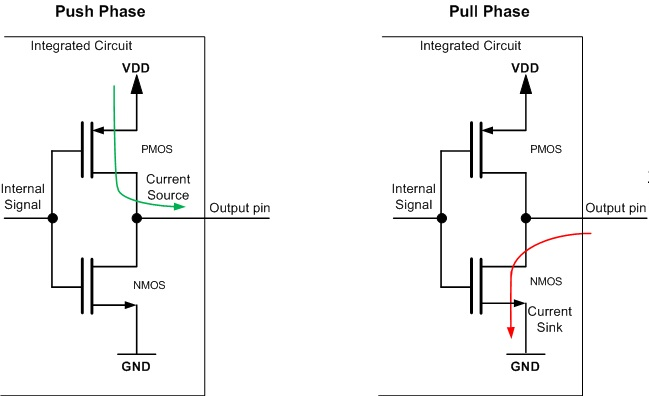 Push Phase
Integrated Circuit
VDD
PMOS
Current
Source
Internal
Signal
Output pin
NMOS
GND
Pull Phase
Integrated Circuit
VDD
PMOS
Internal
Signal
Output pin
NMOS
Current
Sink
GND